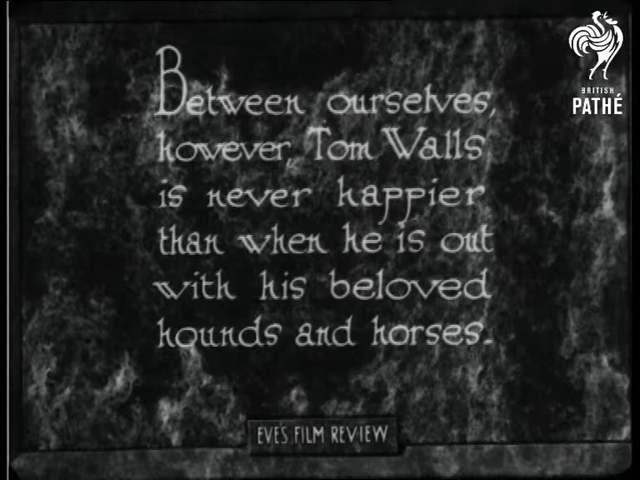 BRITISH
PATHÉ
Between ourselves,
however, Tom Walls
is never happier
than when he is out
with his beloved
hounds and horses.
EVE'S FILM REVIEW